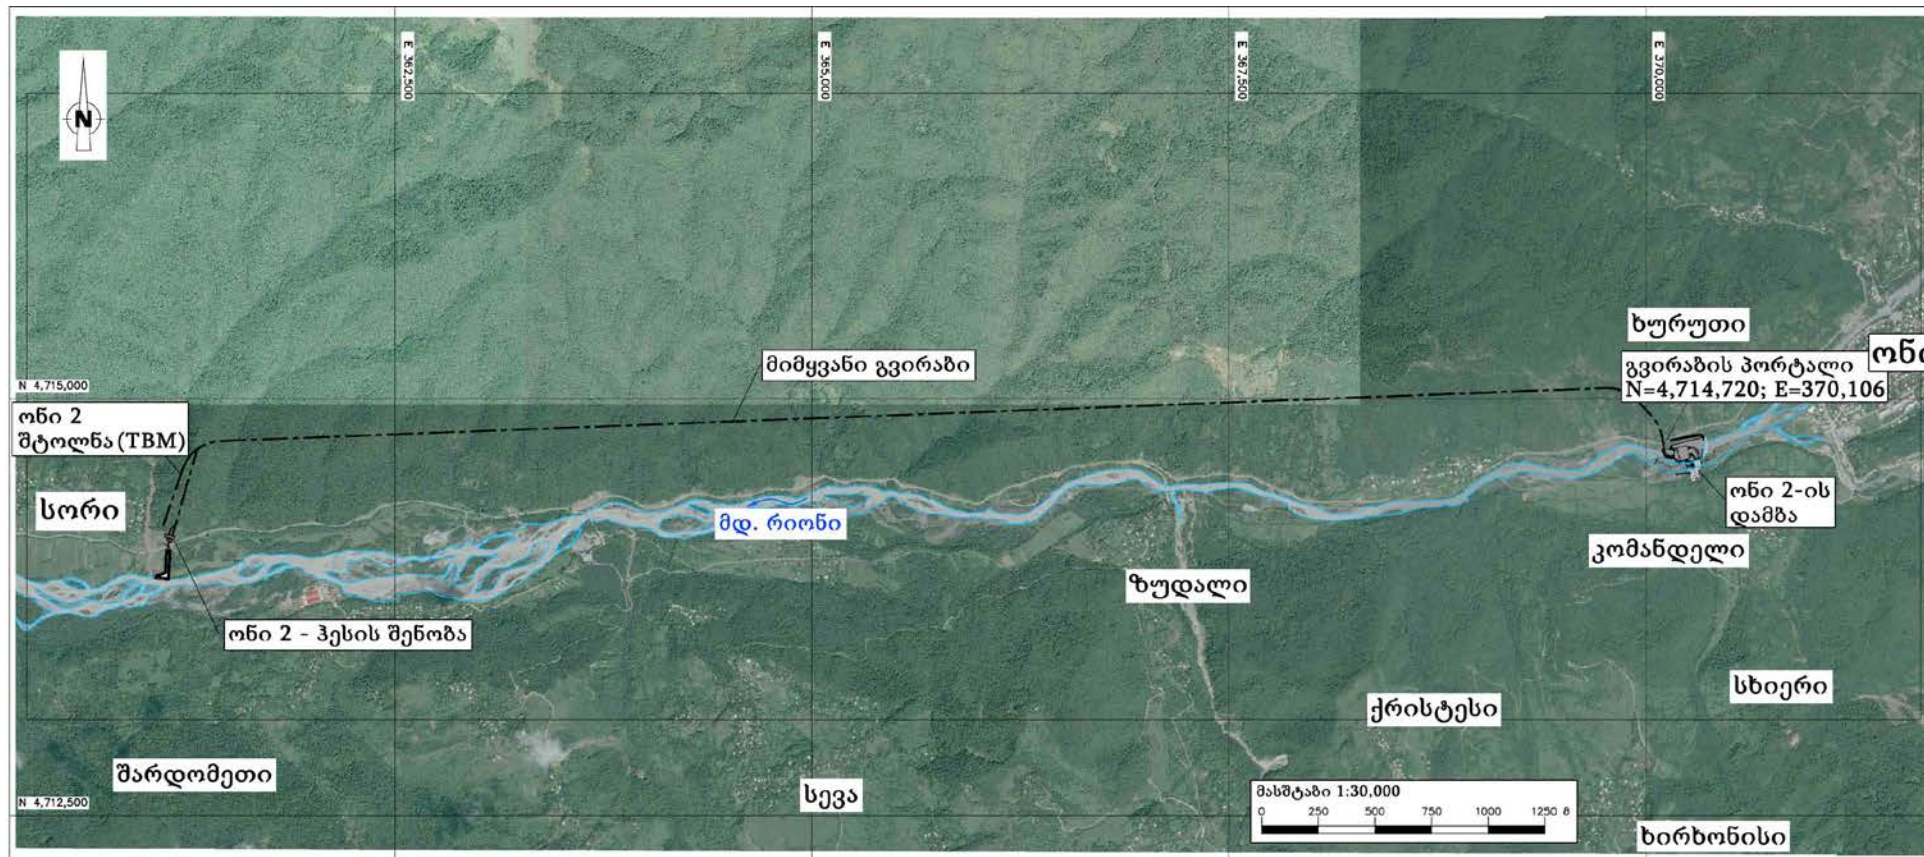 E 362,500
E 365,000
E 367,500
E 370,000
N
ხურუთი
მიმყვანი გვირაბი
გვირაბის პორტალი
N=4,714,720; E=370,106
N 4,715,000
ონი 2
შტოლნა (TBM)
სორი
მდ. რიონი
ონი 2-ის
დამბა
კომანდელი
ზუდალი
ონი 2 - ჰესის შენობა
სხიერი
ქრისტესი
შარდომეთი
სევა
N 4,712,500
მასშტაბი 1:30,000
0 250 500 750 1000 1250 მ
ხირხონისი